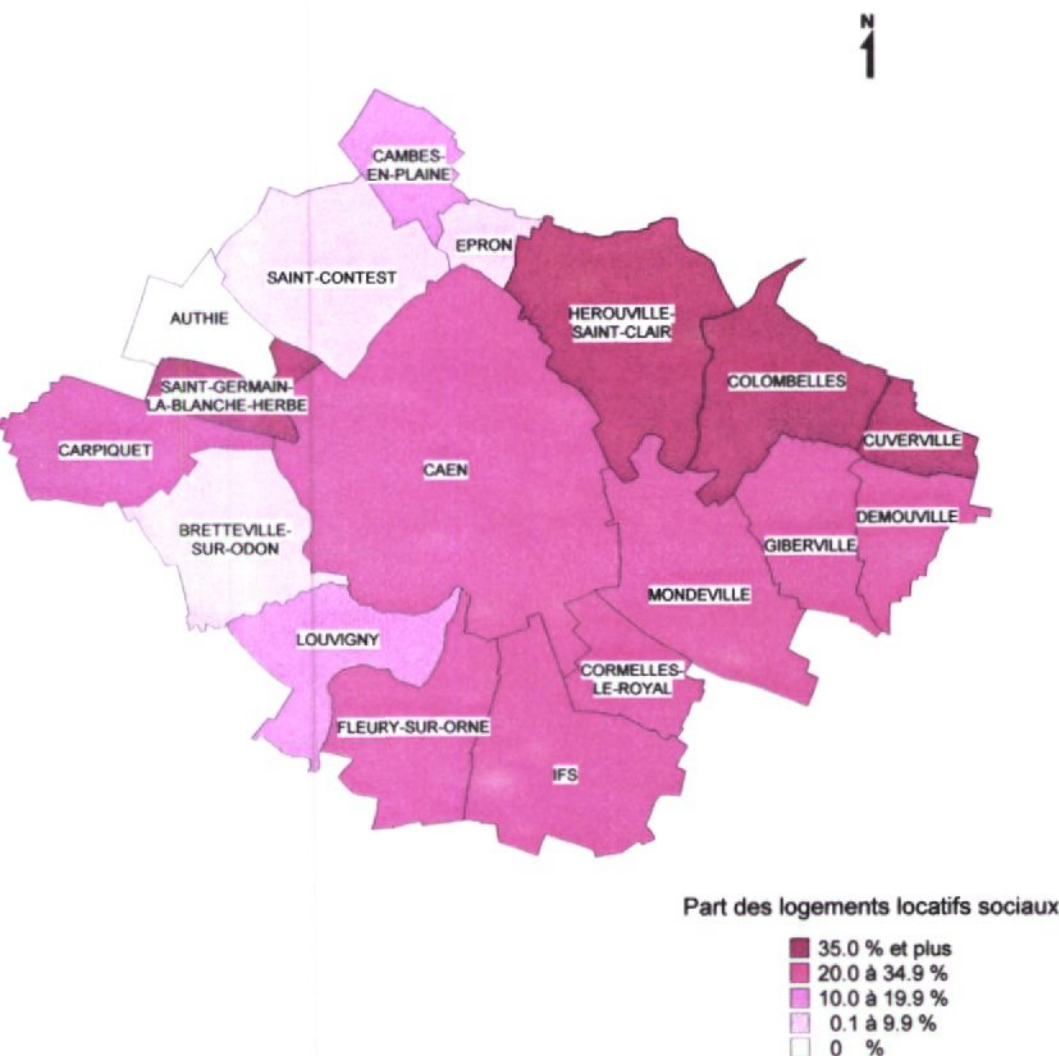 N
CAMBES-
EN-PLAINE
EPRON
SAINT-CONTEST
AUTHIE
HEROUVILLE-
SAINT-CLAIR
SAINT-GERMAIN-
LA-BLANCHE-HERBE
COLOMBELLES
CUVERVILLE
CARPIQUET
CAEN
BRETTEVILLE-
SUR-ODON
DEMOUVILLE
GIBERVILLE
MONDEVILLE
LOUVIGNY
CORMELLES-
LE-ROYAL
FLEURY-SUR-ORNE
IFS
Part des logements locatifs sociaux
35.0 % et plus
20.0 à 34.9 %
10.0 à 19.9 %
0.1 à 9.9 %
0 %